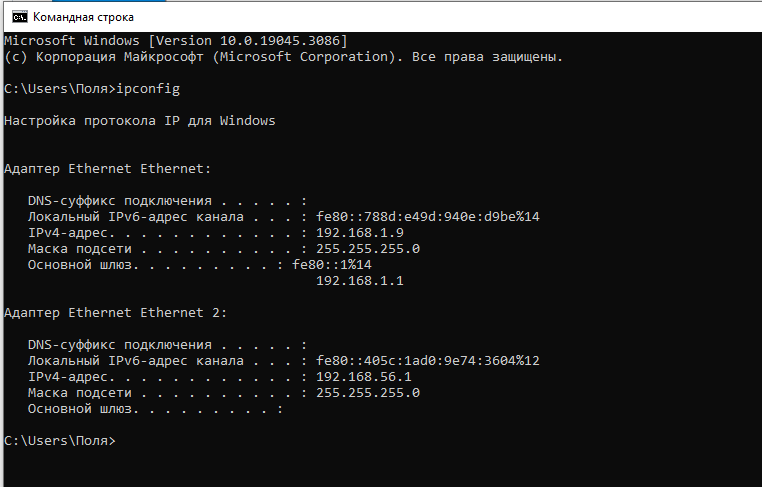 Командная строка
Microsoft Windows [Version 10.0.19045.3086]
(c) Корпорация Майкрософт (Microsoft Corporation). Все права защищены.
C:\Users\Поля>ipconfig
Настройка протокола IP для Windows
Адаптер Ethernet Ethernet:
DNS-суффикс подключения . . . . . :
Локальный IPv6-адрес канала . . . : fe80::788d:e49d:940e:d9be%14
IPv4-адрес. . . . . . . . . . . . : 192.168.1.9
Маска подсети . . . . . . . . . . : 255.255.255.0
Основной шлюз. . . . . . . . . : fe80::1%14
192.168.1.1
Адаптер Ethernet Ethernet 2:
DNS-суффикс подключения . . . . . :
Локальный IPv6-адрес канала . . . : fe80::405c:1ad0:9e74:3604%12
IPv4-адрес. . . . . . . . . . . . : 192.168.56.1
Маска подсети . . . . . . . . . . : 255.255.255.0
Основной шлюз. . . . . . . . . :
C:\Users\Поля>